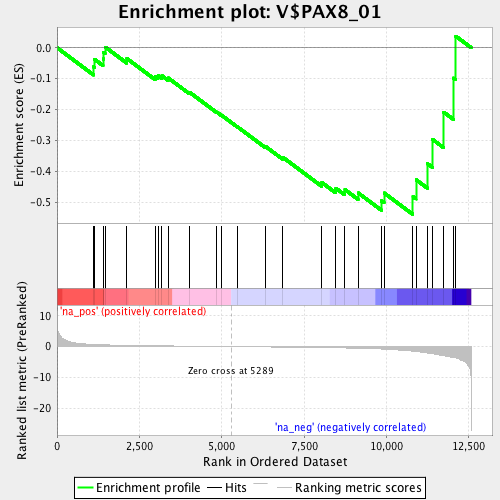 Enrichment plot: V$PAX8_01
Enrichment score (ES)
0.0
-0.1
-0.2
-0.3
-0.4
-0.5
'na_pos' (positively correlated)
Ranked list metric (PreRanked)
10
5
0
-5
-10
-20
Zero cross at 5289
'na_neg' (negatively correlated)
0
2,500
5,000
7,500
10,000
12,500
Rank in Ordered Dataset
Enrichment profile
Hits
Ranking metric scores